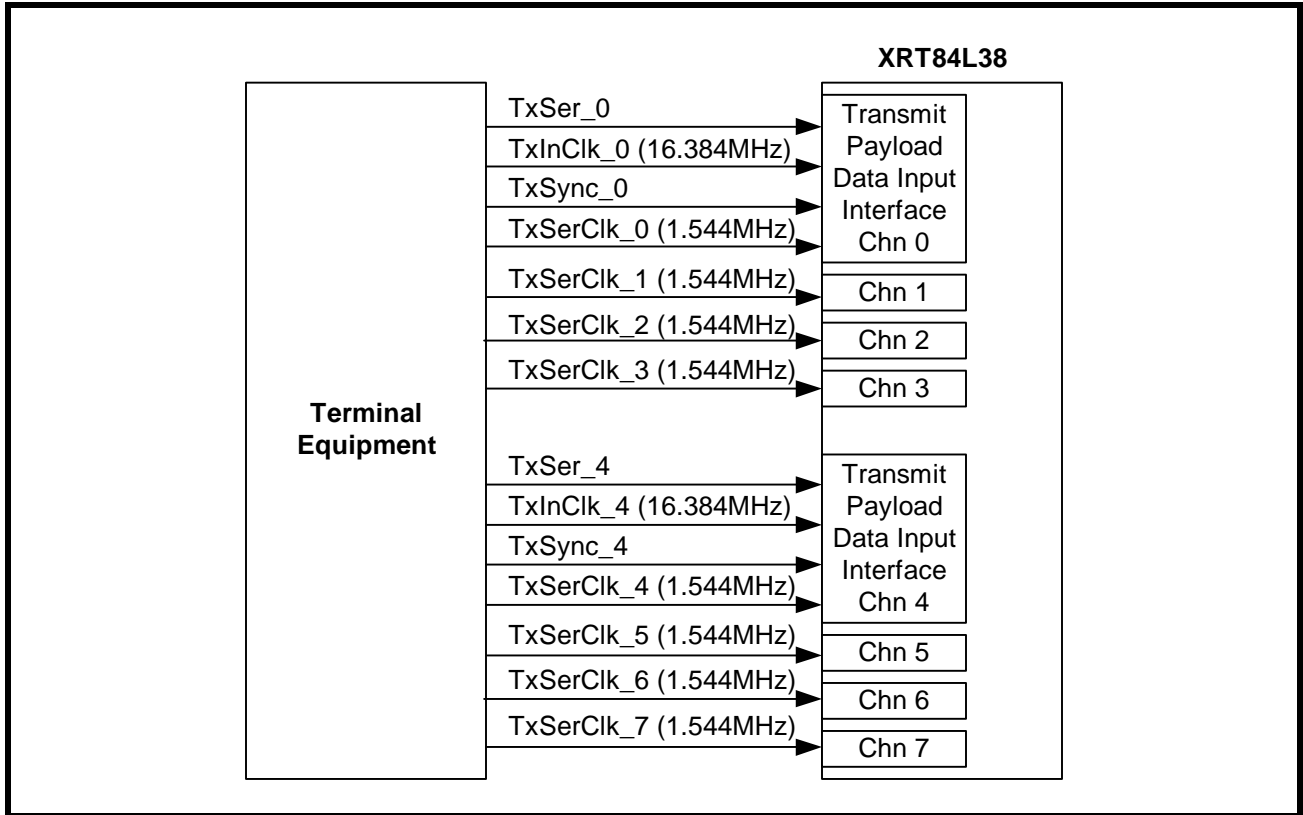 XRT84L38
Terminal
Equipment
TxSer_0
TxInClk_0 (16.384MHz)
TxSync_0
TxSerClk_0 (1.544MHz)
TxSerClk_1 (1.544MHz)
TxSerClk_2 (1.544MHz)
TxSerClk_3 (1.544MHz)
TxSer_4
TxInClk_4 (16.384MHz)
TxSync_4
TxSerClk_4 (1.544MHz)
TxSerClk_5 (1.544MHz)
TxSerClk_6 (1.544MHz)
TxSerClk_7 (1.544MHz)
Transmit
Payload
Data Input
Interface
Chn 0
Chn 1
Chn 2
Chn 3
Transmit
Payload
Data Input
Interface
Chn 4
Chn 5
Chn 6
Chn 7